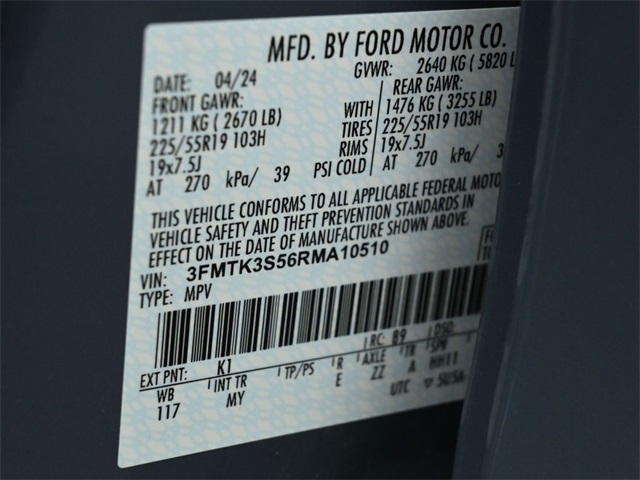 MFD. BY FORD MOTOR CO.
DATE: 04/24 GVWR: 2640 KG ( 5820 L
FRONT GAWR: REAR GAWR:
1211 KG ( 2670 LB) WITH 1476 KG ( 3255 LB)
225/55R19 103H TIRES 225/55R19 103H
19x7.5J RIMS 19x7.5J
AT 270 kPa/ 39 PSI COLD AT 270 kPa/ 3
THIS VEHICLE CONFORMS TO ALL APPLICABLE FEDERAL MOTO
VEHICLE SAFETY AND THEFT PREVENTION STANDARDS IN
EFFECT ON THE DATE OF MANUFACTURE SHOWN ABOVE.
VIN: 3FMTK3S56RMA10510
TYPE: MPV
EXT PNT: K1 RC: 89 DSO:
WB INT TR TP/PS R AXLE TR SPR
117 MY E ZZ A HH11
UTC